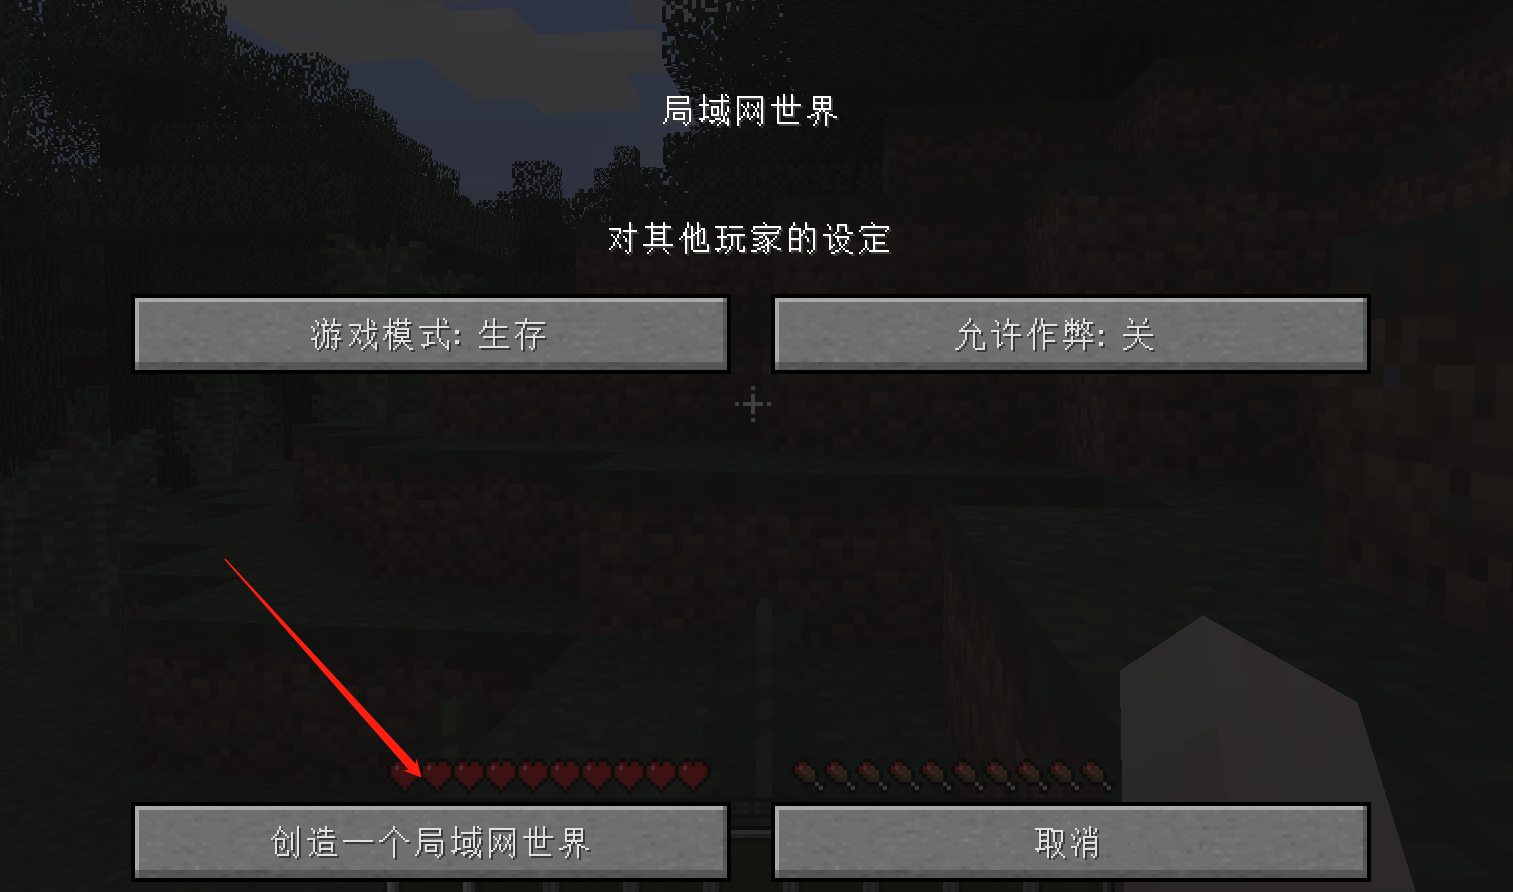 局域网世界
对其他玩家的设定
游戏模式: 生存
允许作弊: 关
创造一个局域网世界
取消